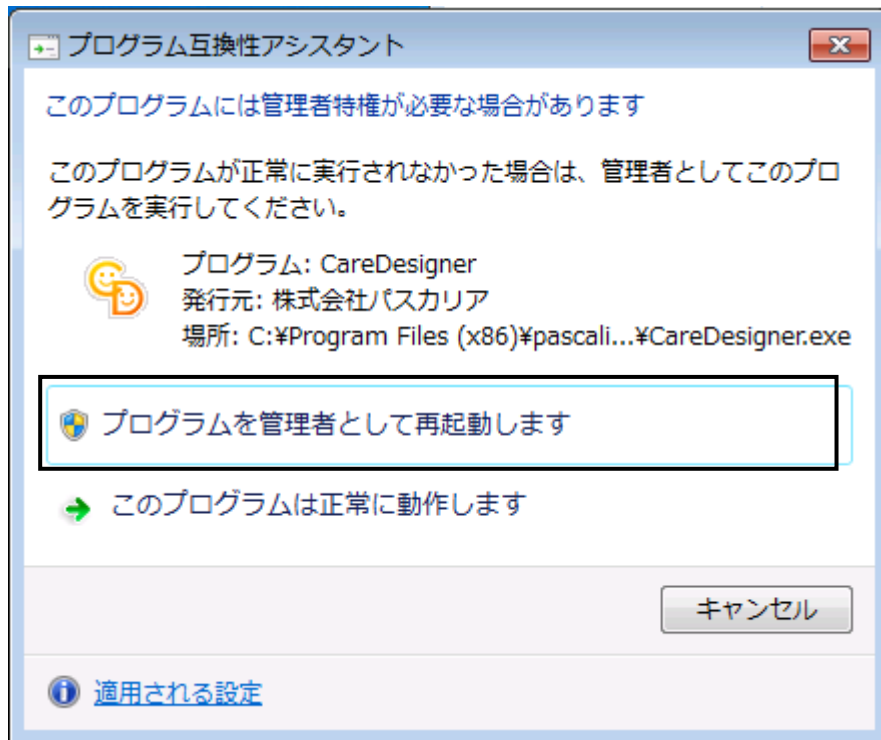 プログラム互換性アシスタント
このプログラムには管理者特権が必要な場合があります
このプログラムが正常に実行されなかった場合は、管理者としてこのプロ
グラムを実行してください。
プログラム: CareDesigner
発行元: 株式会社パスカリア
場所: C:¥Program Files (x86)¥pascali...¥CareDesigner.exe
プログラムを管理者として再起動します
このプログラムは正常に動作します
キャンセル
適用される設定